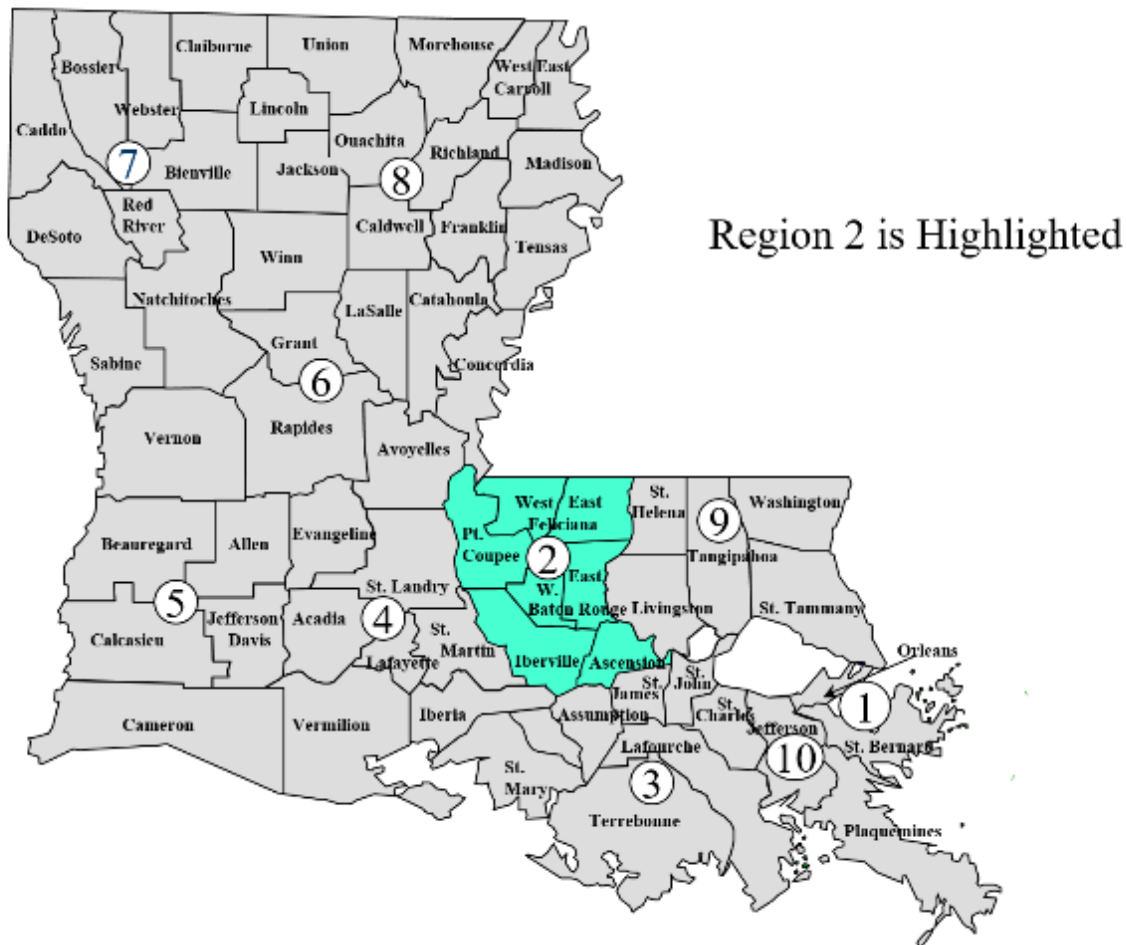 Claiborne
Union
Morehouse
Bossier
West East
Carroll
Webster
Lincoln
Caddo
Ouachita
Richland
Madison
7
Bienville
Jackson
8
Red
River
DeSoto
Caldwell
Franklin
Tensas
Region 2 is Highlighted
Winn
Natchitoches
LaSalle
Catahoula
Grant
Sabine
Concordia
6
Rapides
Vernon
Avoyelles
St.
Helena
Washington
West
Feliciana
East
9
Pt.
Coupee
Evangeline
Beauregard
Allen
2
Tangipahoa
W.
East
Baton Rouge
St. Landry
5
Livingston
St. Tammany
Acadia
4
Jefferson
Davis
Calcasieu
St.
Martin
Lafayette
Iberville
Ascension
Orleans
St.
James
St.
John
Cameron
Vermilion
Iberia
Assumption
St.
Charles
1
Jefferson
Lafourche
St. Bernard
10
St.
Mary
3
Terrebonne
Plaquemines